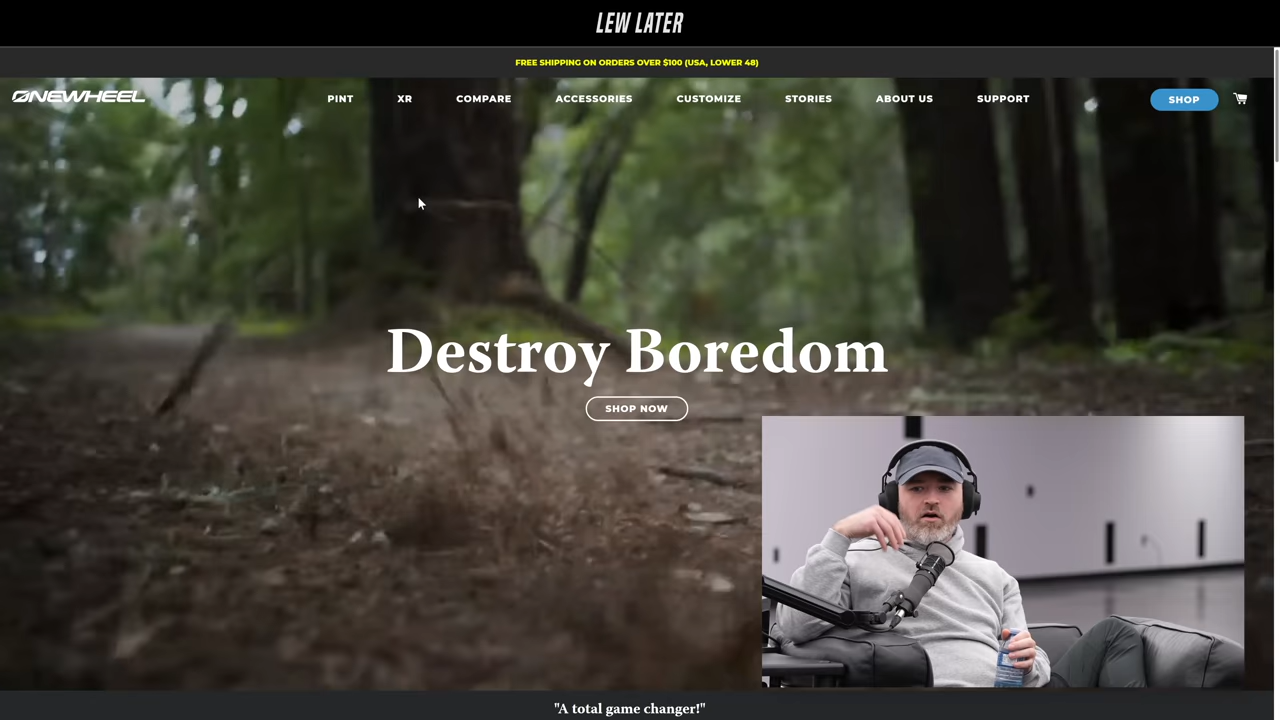 LEW LATER
FREE SHIPPING ON ORDERS OVER $100 (USA, LOWER 48)
ONEWHEEL
PINT
XR
COMPARE
ACCESSORIES
CUSTOMIZE
STORIES
ABOUT US
SUPPORT
SHOP
Destroy Boredom
SHOP NOW
"A total game changer!"